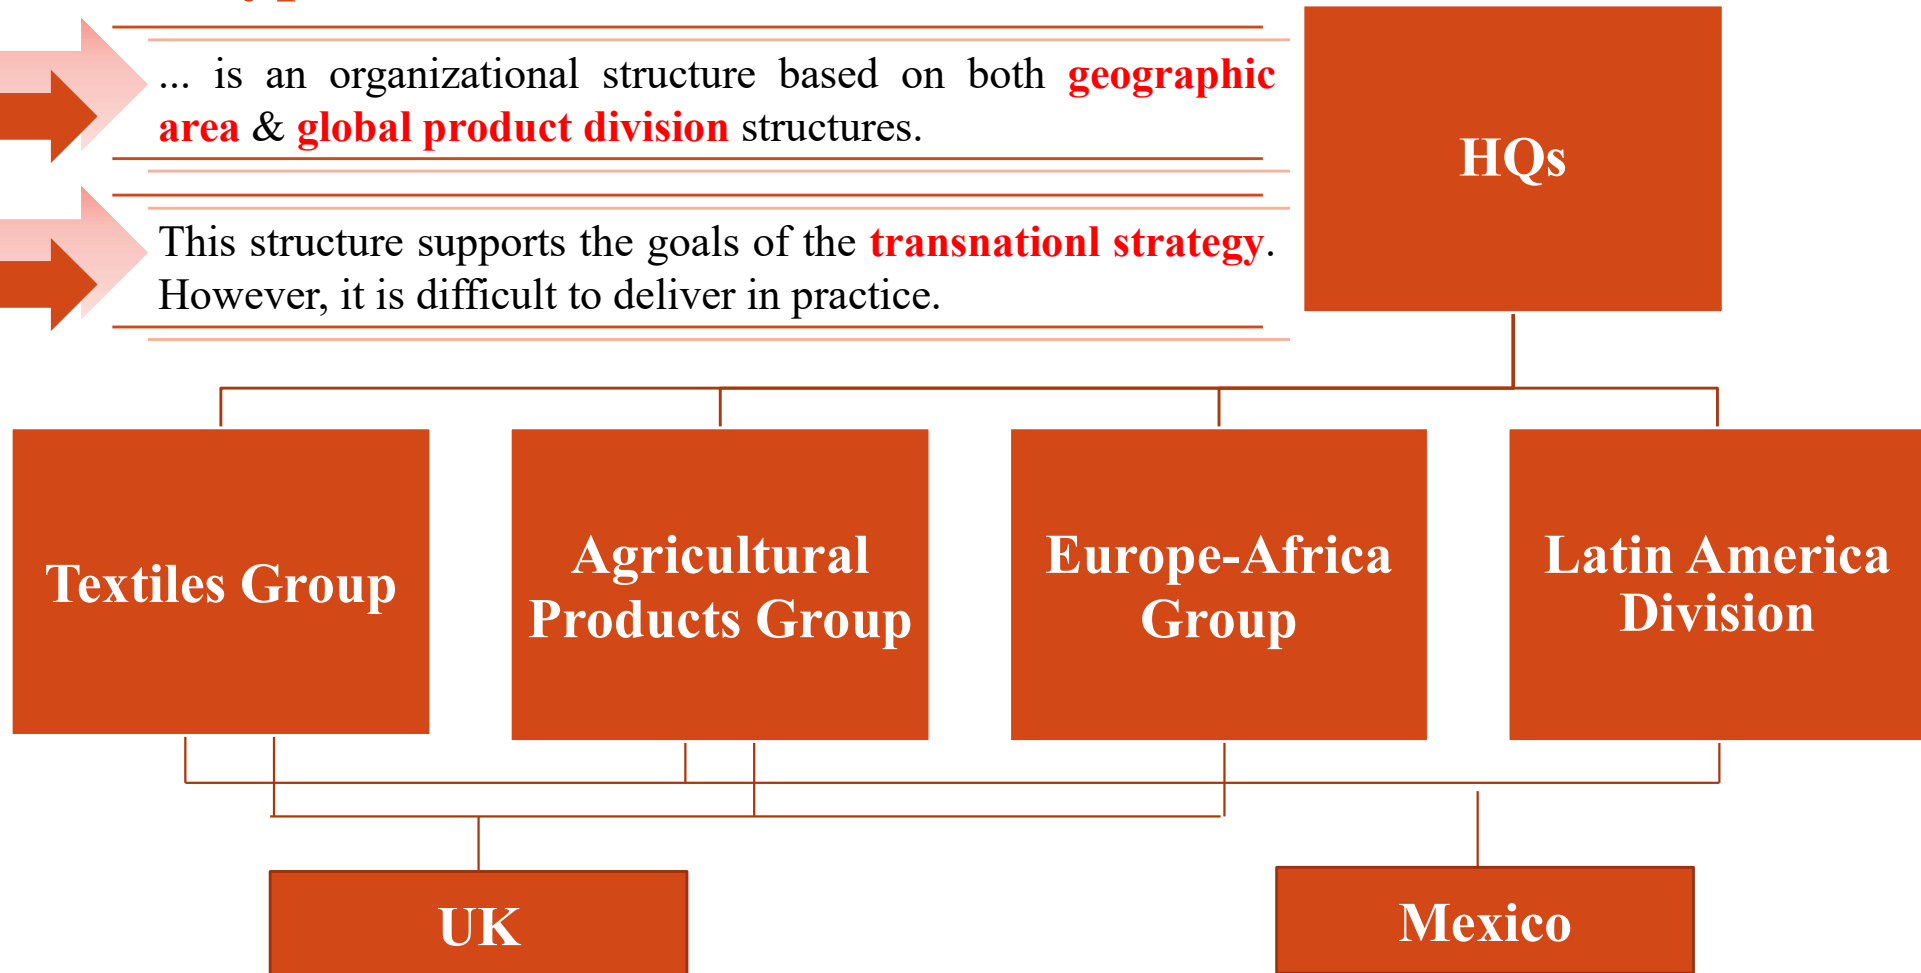 ... is an organizational structure based on both geographic
area & global product division structures.
HQs
This structure supports the goals of the transnationl strategy.
However, it is difficult to deliver in practice.
Textiles Group
Agricultural
Products Group
Europe-Africa
Group
Latin America
Division
UK
Mexico